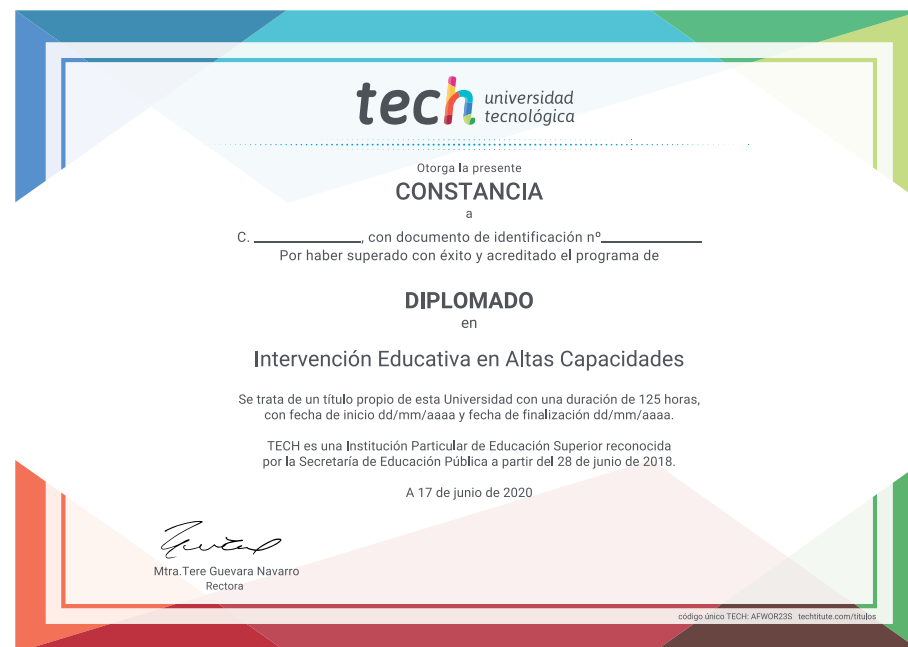 tech universidad
tecnológica
Otorga la presente
CONSTANCIA
a
C. ____________, con documento de identificación nº____________
Por haber superado con éxito y acreditado el programa de
DIPLOMADO
en
Intervención Educativa en Altas Capacidades
Se trata de un título propio de esta Universidad con una duración de 125 horas,
con fecha de inicio dd/mm/aaaa y fecha de finalización dd/mm/aaaa.
TECH es una Institución Particular de Educación Superior reconocida
por la Secretaría de Educación Pública a partir del 28 de junio de 2018.
A 17 de junio de 2020
Mtra.Tere Guevara Navarro
Rectora
código único TECH: AFWOR23S techtitute.com/titulos